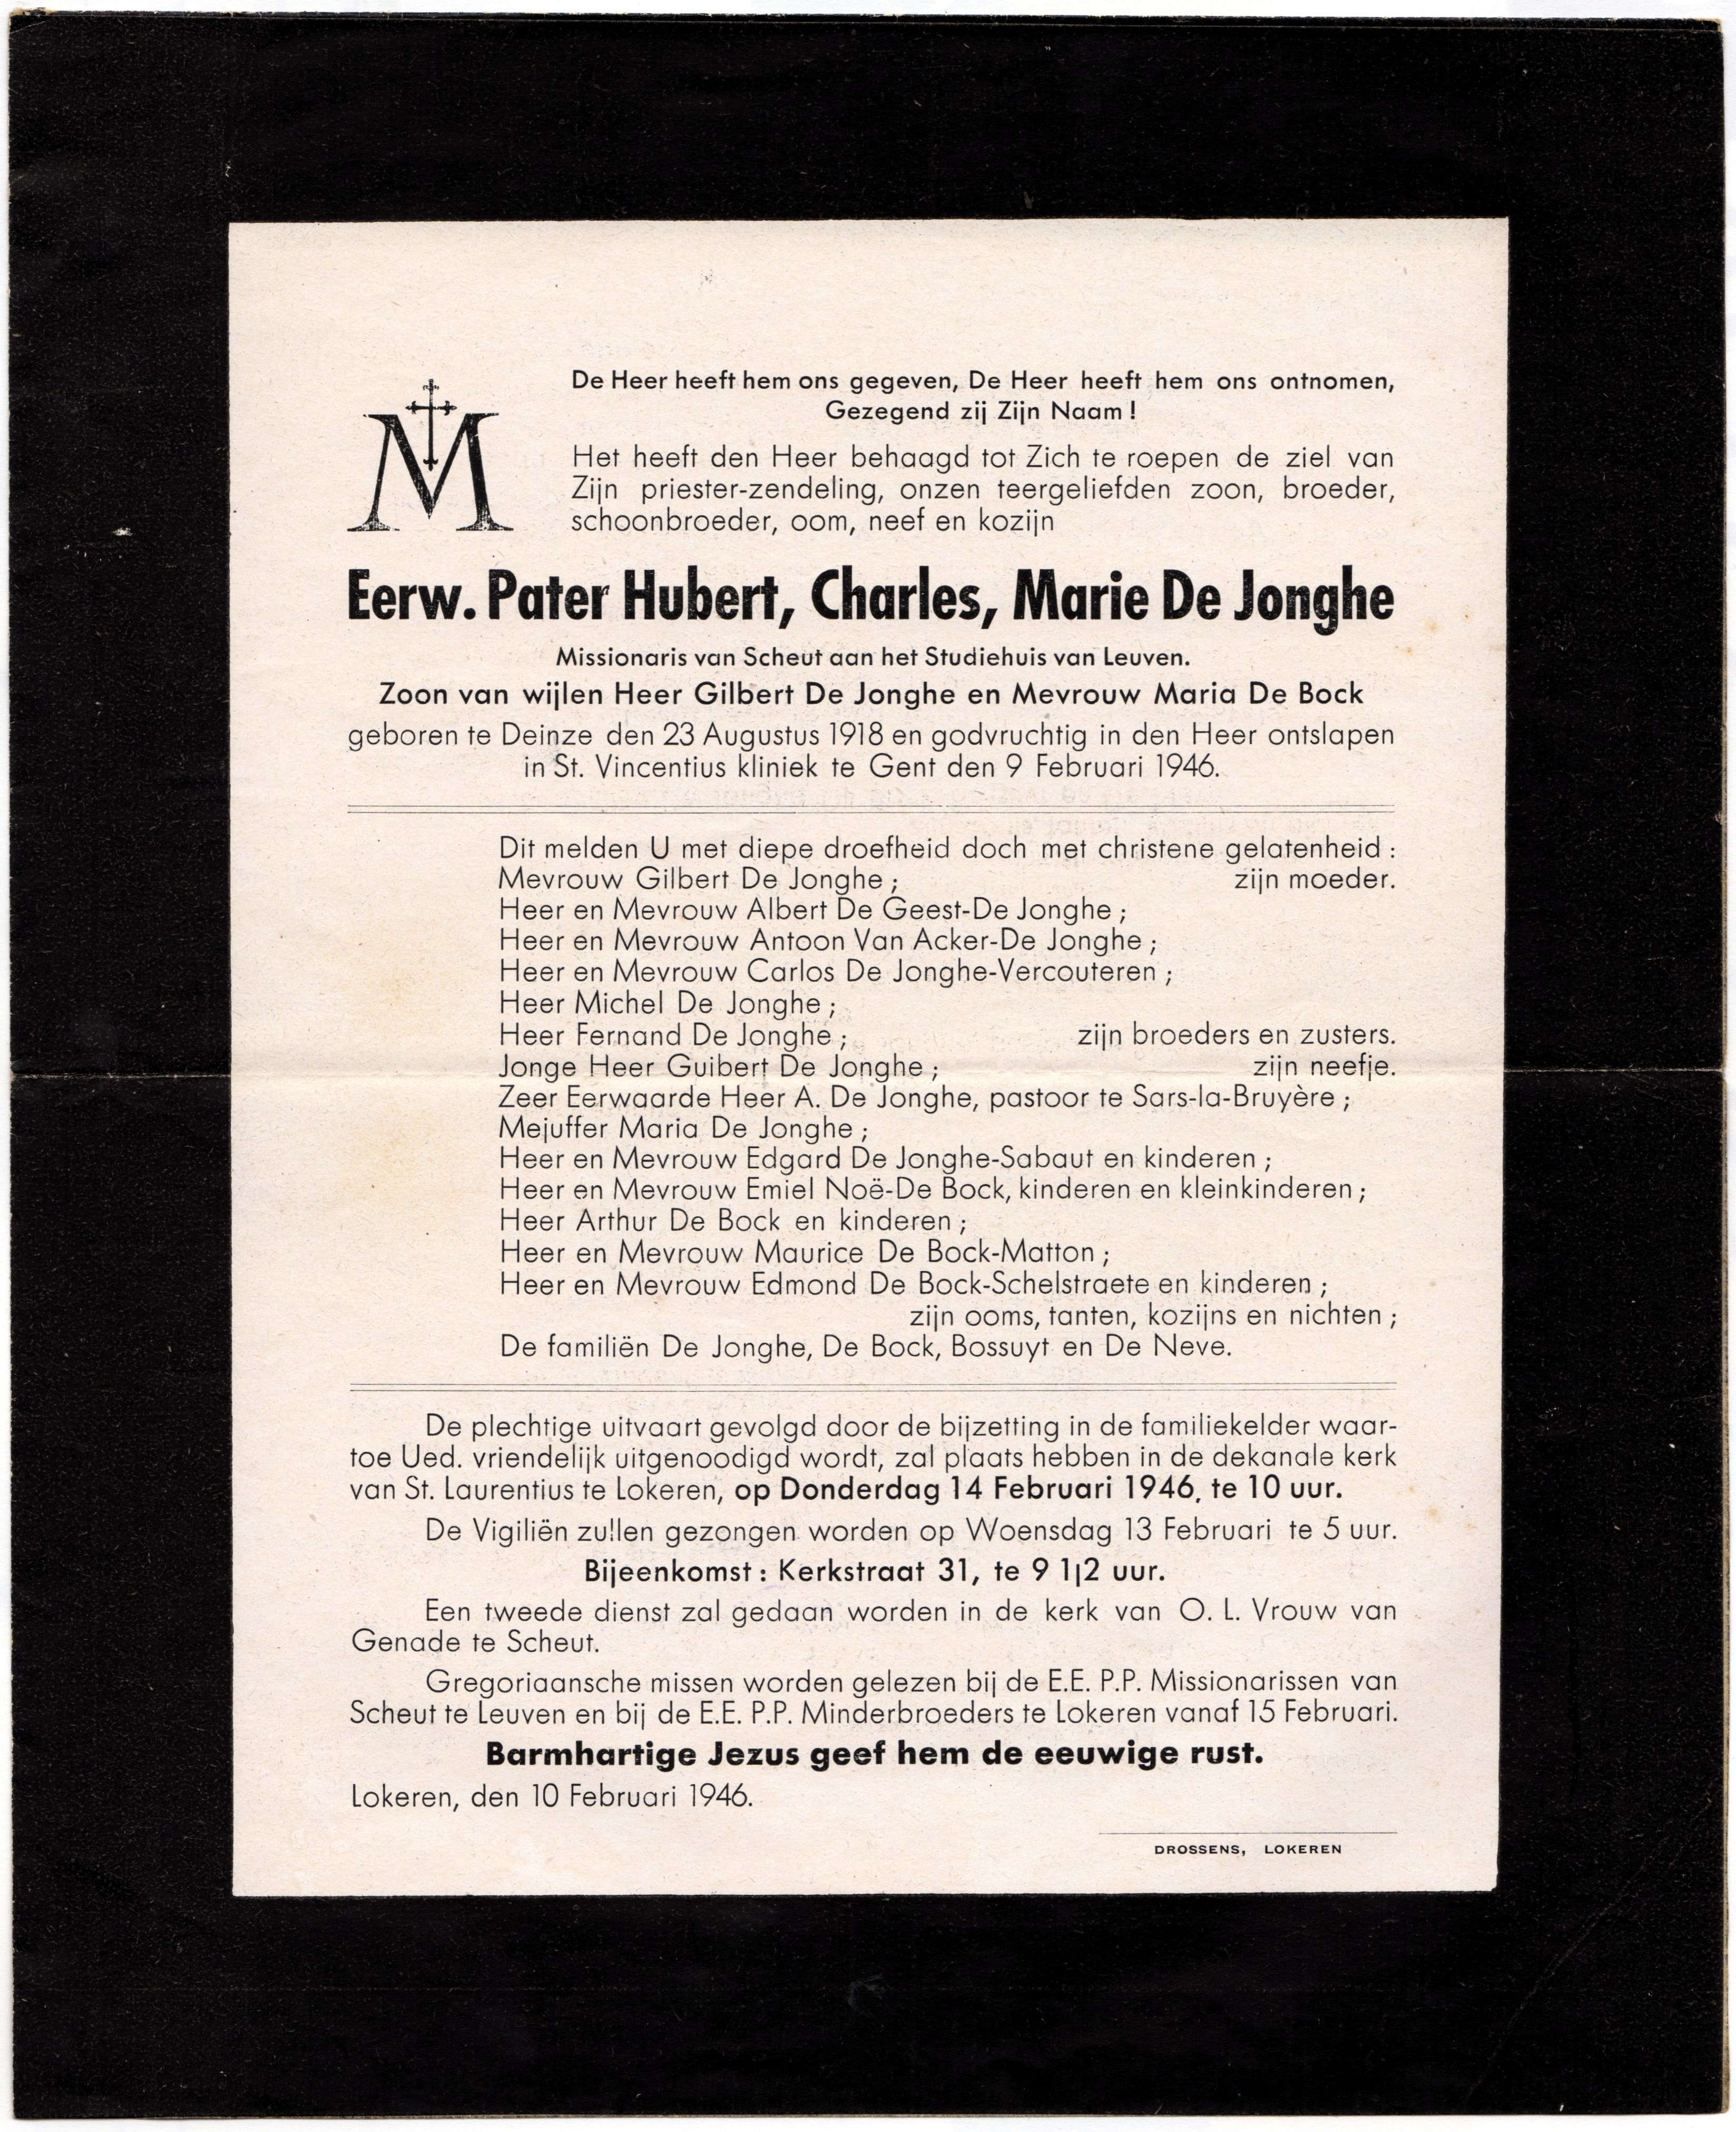 De Heer heeft hem ons gegeven, De Heer heeft hem ons ontnomen,
Gezegend zij Zijn Naam !
M
Het heeft den Heer behaagd tot Zich te roepen de ziel van
Zijn priester-zendeling, onzen teergeliefden zoon, broeder,
schoonbroeder, oom, neef en kozijn
Eerw. Pater Hubert, Charles, Marie De Jonghe
Missionaris van Scheut aan het Studiehuis van Leuven.
Zoon van wijlen Heer Gilbert De Jonghe en Mevrouw Maria De Bock
geboren te Deinze den 23 Augustus 1918 en godvruchtig in den Heer ontslapen
in St. Vincentius kliniek te Gent den 9 Februari 1946.
Dit melden U met diepe droefheid doch met christene gelatenheid :
Mevrouw Gilbert De Jonghe ; zijn moeder.
Heer en Mevrouw Albert De Geest-De Jonghe ;
Heer en Mevrouw Antoon Van Acker-De Jonghe ;
Heer en Mevrouw Carlos De Jonghe-Vercouteren ;
Heer Michel De Jonghe ;
Heer Fernand De Jonghe ; zijn broeders en zusters.
Jonge Heer Guibert De Jonghe ; zijn neefje.
Zeer Eerwaarde Heer A. De Jonghe, pastoor te Sars-la-Bruyère ;
Mejuffer Maria De Jonghe ;
Heer en Mevrouw Edgard De Jonghe-Sabaut en kinderen ;
Heer en Mevrouw Emiel Noë-De Bock, kinderen en kleinkinderen ;
Heer Arthur De Bock en kinderen ;
Heer en Mevrouw Maurice De Bock-Matton ;
Heer en Mevrouw Edmond De Bock-Schelstraete en kinderen ;
zijn ooms, tanten, kozijns en nichten ;
De familiën De Jonghe, De Bock, Bossuyt en De Neve.
De plechtige uitvaart gevolgd door de bijzetting in de familiekelder waar-
toe Ued. vriendelijk uitgenoodigd wordt, zal plaats hebben in de dekanale kerk
van St. Laurentius te Lokeren, op Donderdag 14 Februari 1946, te 10 uur.
De Vigiliën zullen gezongen worden op Woensdag 13 Februari te 5 uur.
Bijeenkomst : Kerkstraat 31, te 9 1|2 uur.
Een tweede dienst zal gedaan worden in de kerk van O. L. Vrouw van
Genade te Scheut.
Gregoriaansche missen worden gelezen bij de E.E. P.P. Missionarissen van
Scheut te Leuven en bij de E.E. P.P. Minderbroeders te Lokeren vanaf 15 Februari.
Barmhartige Jezus geef hem de eeuwige rust.
Lokeren, den 10 Februari 1946.
DROSSENS, LOKEREN